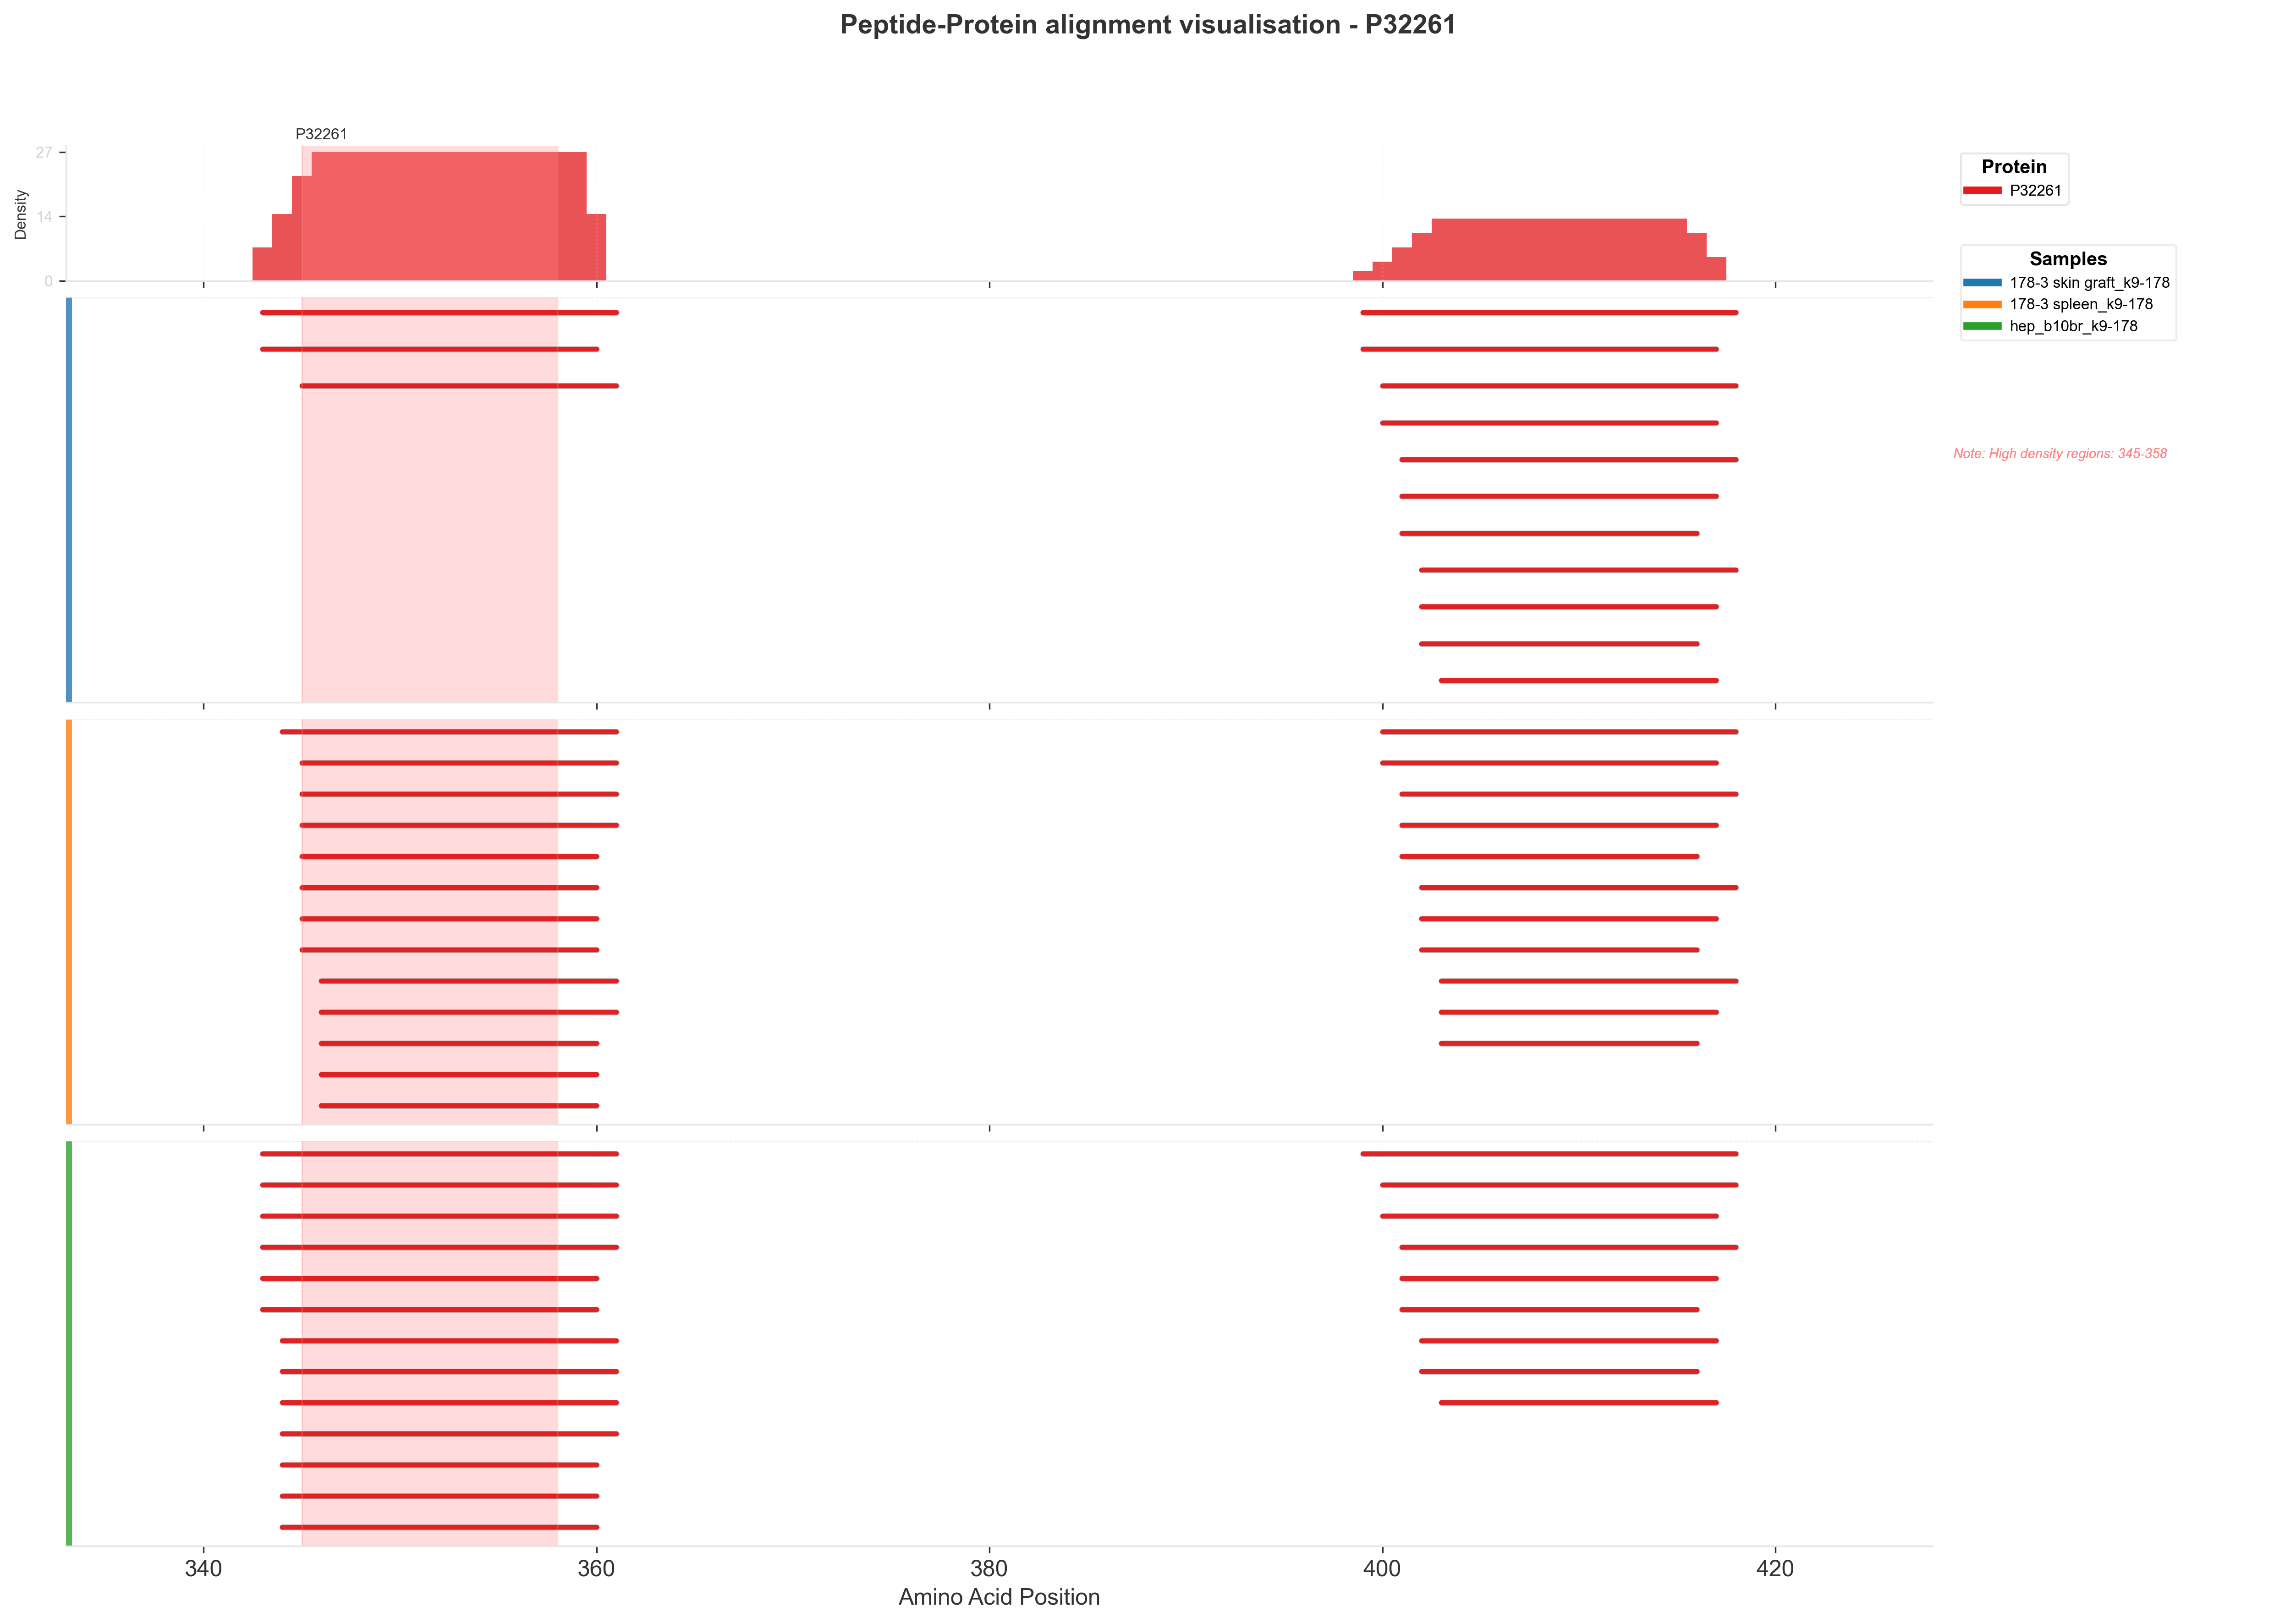 Peptide-Protein alignment visualisation - P32261
P32261
27
14
0
Density
Protein
P32261
Samples
178-3 skin graft_k9-178
178-3 spleen_k9-178
hep_b10br_k9-178
Note: High density regions: 345-358
340 360 380 400 420
Amino Acid Position